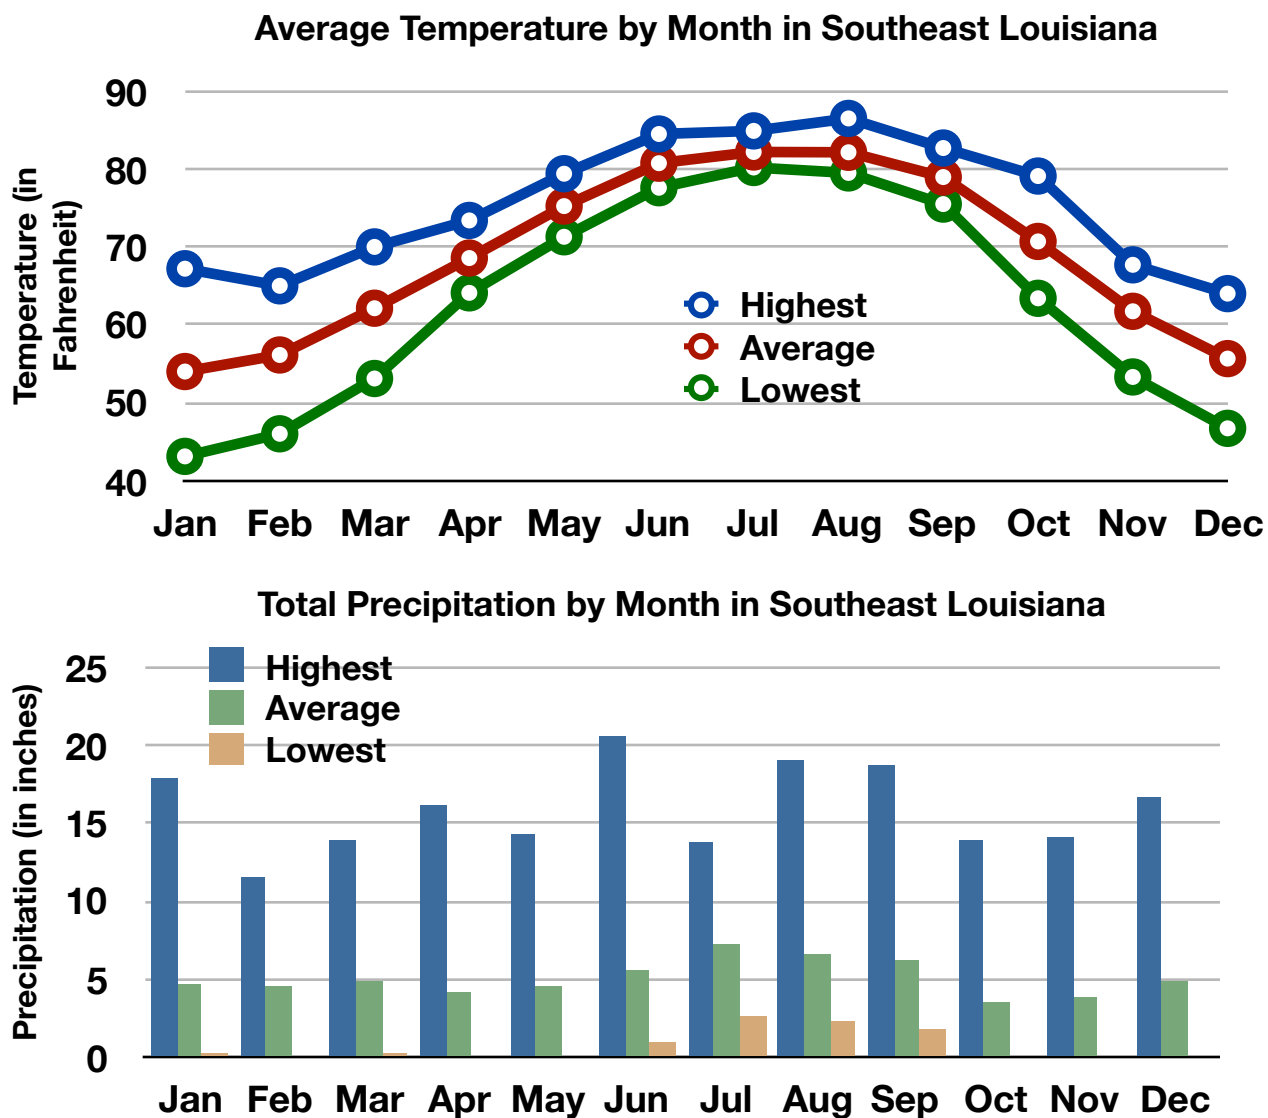 Average Temperature by Month in Southeast Louisiana
Temperature (in
Fahrenheit)
90
80
70
60
50
40
Highest
Average
Lowest
Jan Feb Mar Apr May Jun Jul Aug Sep Oct Nov Dec
Total Precipitation by Month in Southeast Louisiana
Precipitation (in inches)
25
20
15
10
5
0
Highest
Average
Lowest
Jan Feb Mar Apr May Jun Jul Aug Sep Oct Nov Dec